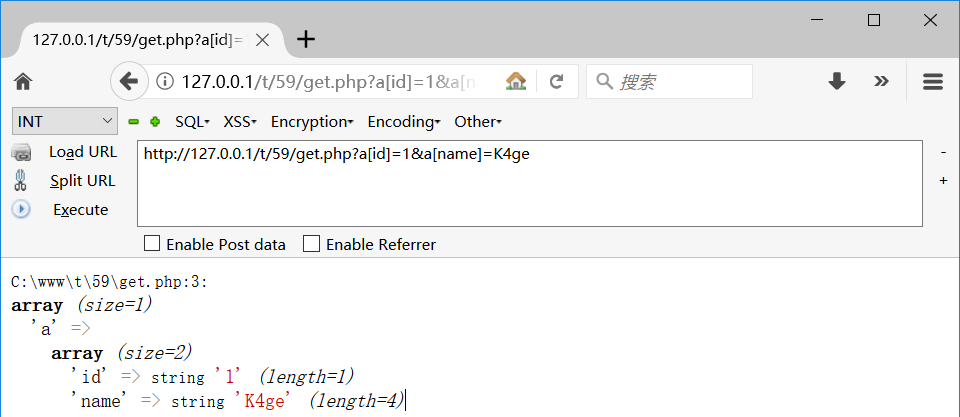 127.0.0.1/t/59/get.php?a[id]=
127.0.0.1/t/59/get.php?a[id]=1&a[n
搜索
INT
SQL
XSS
Encryption
Encoding
Other
Load URL
http://127.0.0.1/t/59/get.php?a[id]=1&a[name]=K4ge
-
Split URL
+
Execute
Enable Post data
Enable Referrer
C:\www\t\59\get.php:3:
array (size=1)
'a' =>
array (size=2)
'id' => string '1' (length=1)
'name' => string 'K4ge' (length=4)